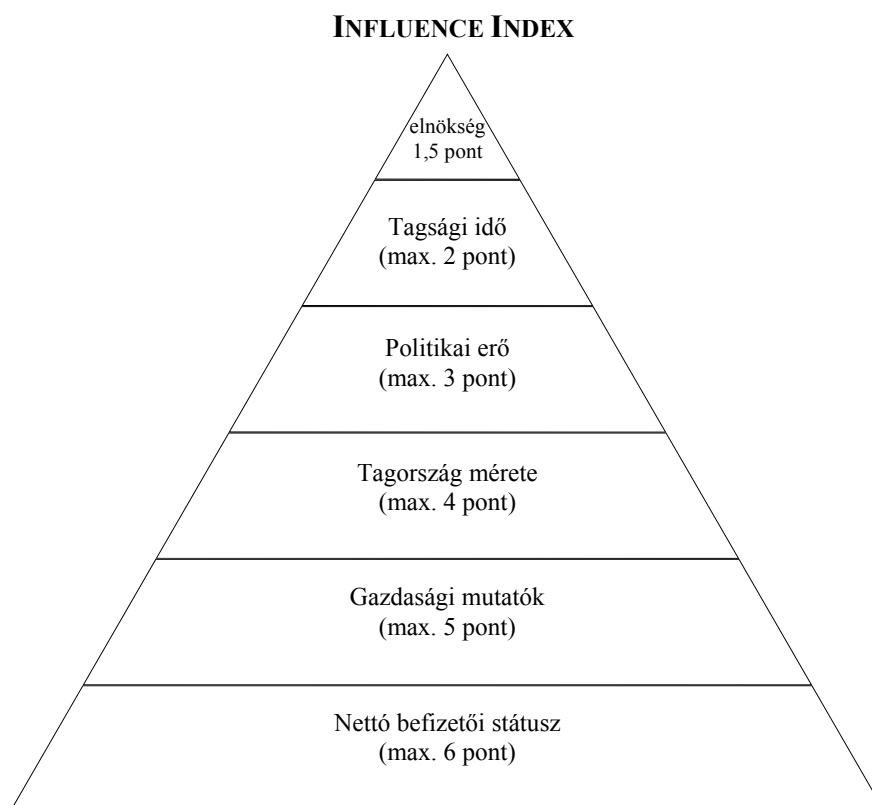 INFLUENCE INDEX
elnökség
1,5 pont
Tagsági idő
(max. 2 pont)
Politikai erő
(max. 3 pont)
Tagország mérete
(max. 4 pont)
Gazdasági mutatók
(max. 5 pont)
Nettó befizetői státusz
(max. 6 pont)